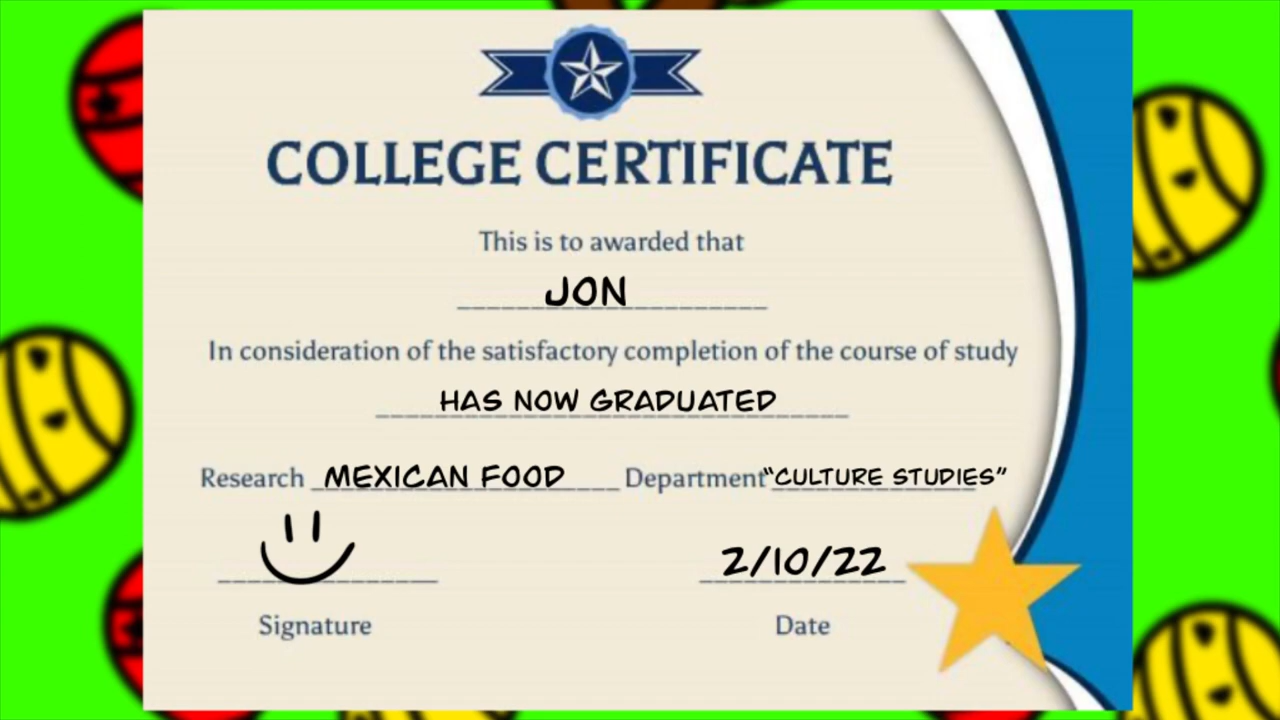 COLLEGE CERTIFICATE
This is to awarded that
JON
In consideration of the satisfactory completion of the course of study
HAS NOW GRADUATED
Research MEXICAN FOOD Department "CULTURE STUDIES"
2/10/22
Signature Date